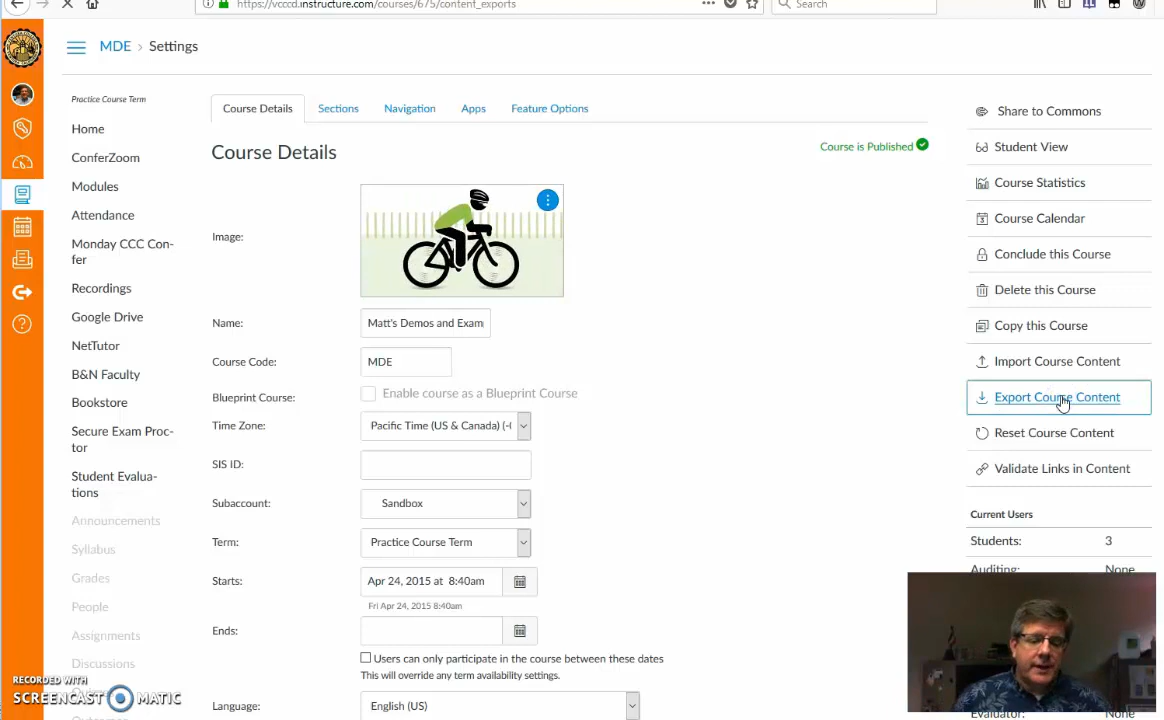 https://vcccd.instructure.com/courses/675/content_exports
Search
MDE > Settings
Practice Course Term
Home
ConferZoom
Modules
Attendance
Monday CCC Con-
fer
Recordings
Google Drive
NetTutor
B&N Faculty
Bookstore
Secure Exam Proc-
tor
Student Evalua-
tions
Announcements
Syllabus
Grades
People
Assignments
Discussions
Course Details
Sections
Navigation
Apps
Feature Options
Course Details
Course is Published
Image:
Name:
Matt's Demos and Exam
Course Code:
MDE
Blueprint Course:
Enable course as a Blueprint Course
Time Zone:
Pacific Time (US & Canada) (-
SIS ID:
Subaccount:
Sandbox
Term:
Practice Course Term
Starts:
Apr 24, 2015 at 8:40am
Fri Apr 24, 2015 8:40am
Ends:
Users can only participate in the course between these dates
This will override any term availability settings.
Language:
English (US)
Share to Commons
Student View
Course Statistics
Course Calendar
Conclude this Course
Delete this Course
Copy this Course
Import Course Content
Export Course Content
Reset Course Content
Validate Links in Content
Current Users
Students: 3
Auditing: None
Evaluator: None
RECORDED WITH
SCREENCAST MATIC